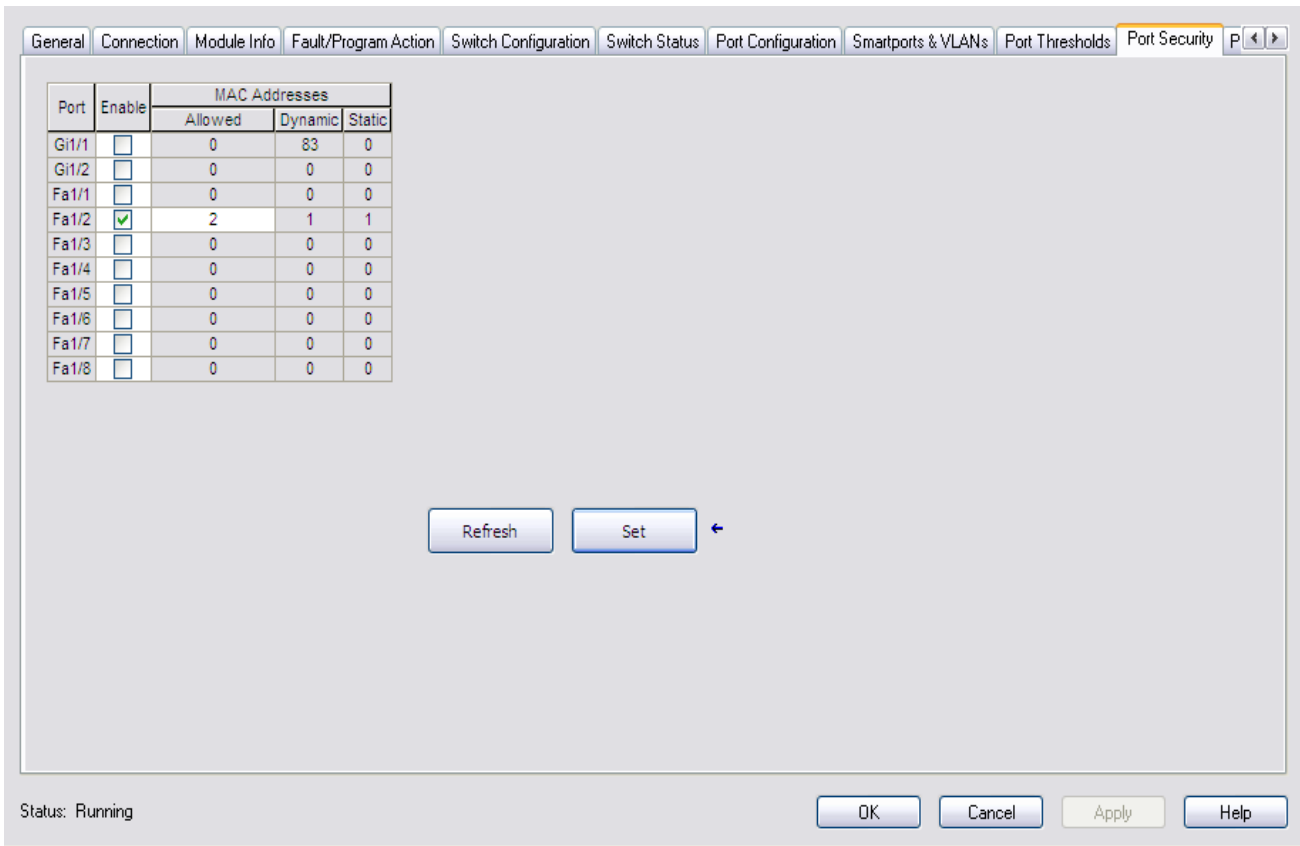 General Connection Module Info Fault/Program Action Switch Configuration Switch Status Port Configuration Smartports & VLANs Port Thresholds Port Security P
Port Enable MAC Addresses
Allowed Dynamic Static
Gi1/1 0 83 0
Gi1/2 0 0 0
Fa1/1 0 0 0
Fa1/2 2 1 1
Fa1/3 0 0 0
Fa1/4 0 0 0
Fa1/5 0 0 0
Fa1/6 0 0 0
Fa1/7 0 0 0
Fa1/8 0 0 0
Refresh Set
Status: Running OK Cancel Apply Help